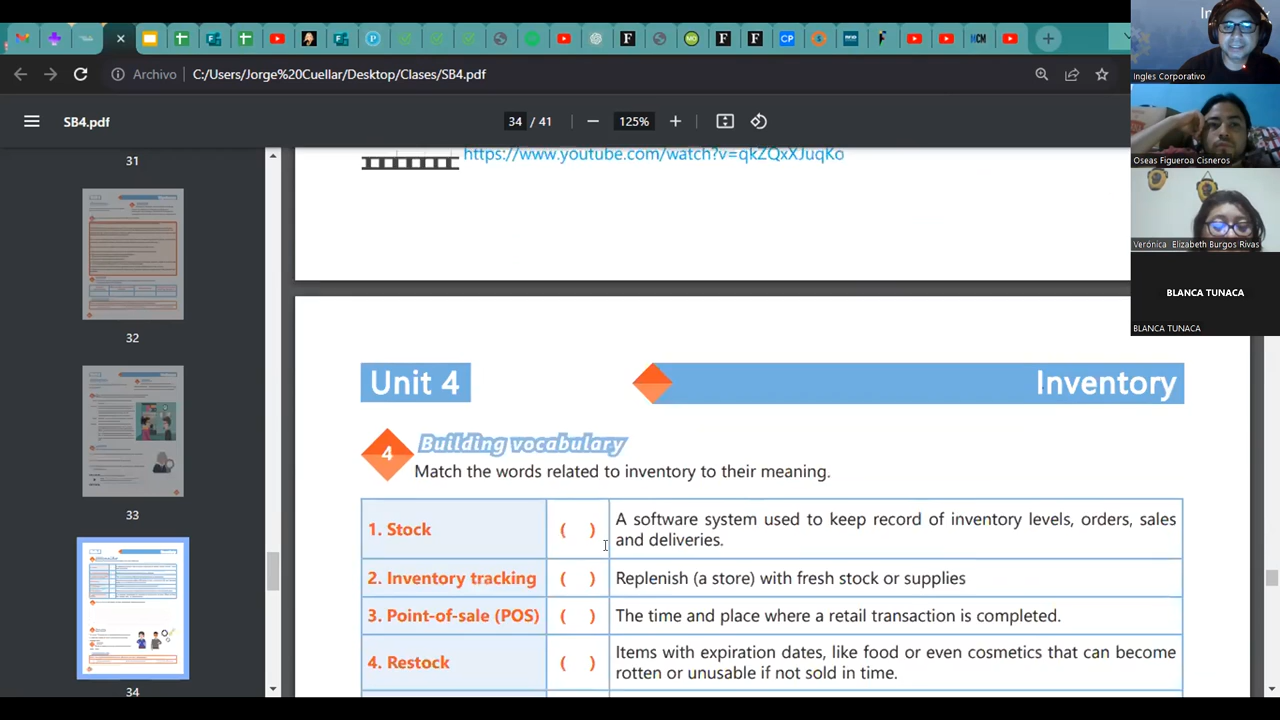 Archivo
C:/Users/Jorge%20Cuellar/Desktop/Clases/SB4.pdf
SB4.pdf
34 / 41
125%
31
32
33
34
https://www.youtube.com/watch?v=qkZQxXJuqKo
Unit 4
Inventory
4
Building vocabulary
Match the words related to inventory to their meaning.
1. Stock ( ) A software system used to keep record of inventory levels, orders, sales
and deliveries.
2. Inventory tracking ( ) Replenish (a store) with fresh stock or supplies
3. Point-of-sale (POS) ( ) The time and place where a retail transaction is completed.
4. Restock ( ) Items with expiration dates, like food or even cosmetics that can become
rotten or unusable if not sold in time.
Ingles Corporativo
Oseas Figueroa Cisneros
Verónica Elizabeth Burgos Rivas
BLANCA TUNACA
BLANCA TUNACA